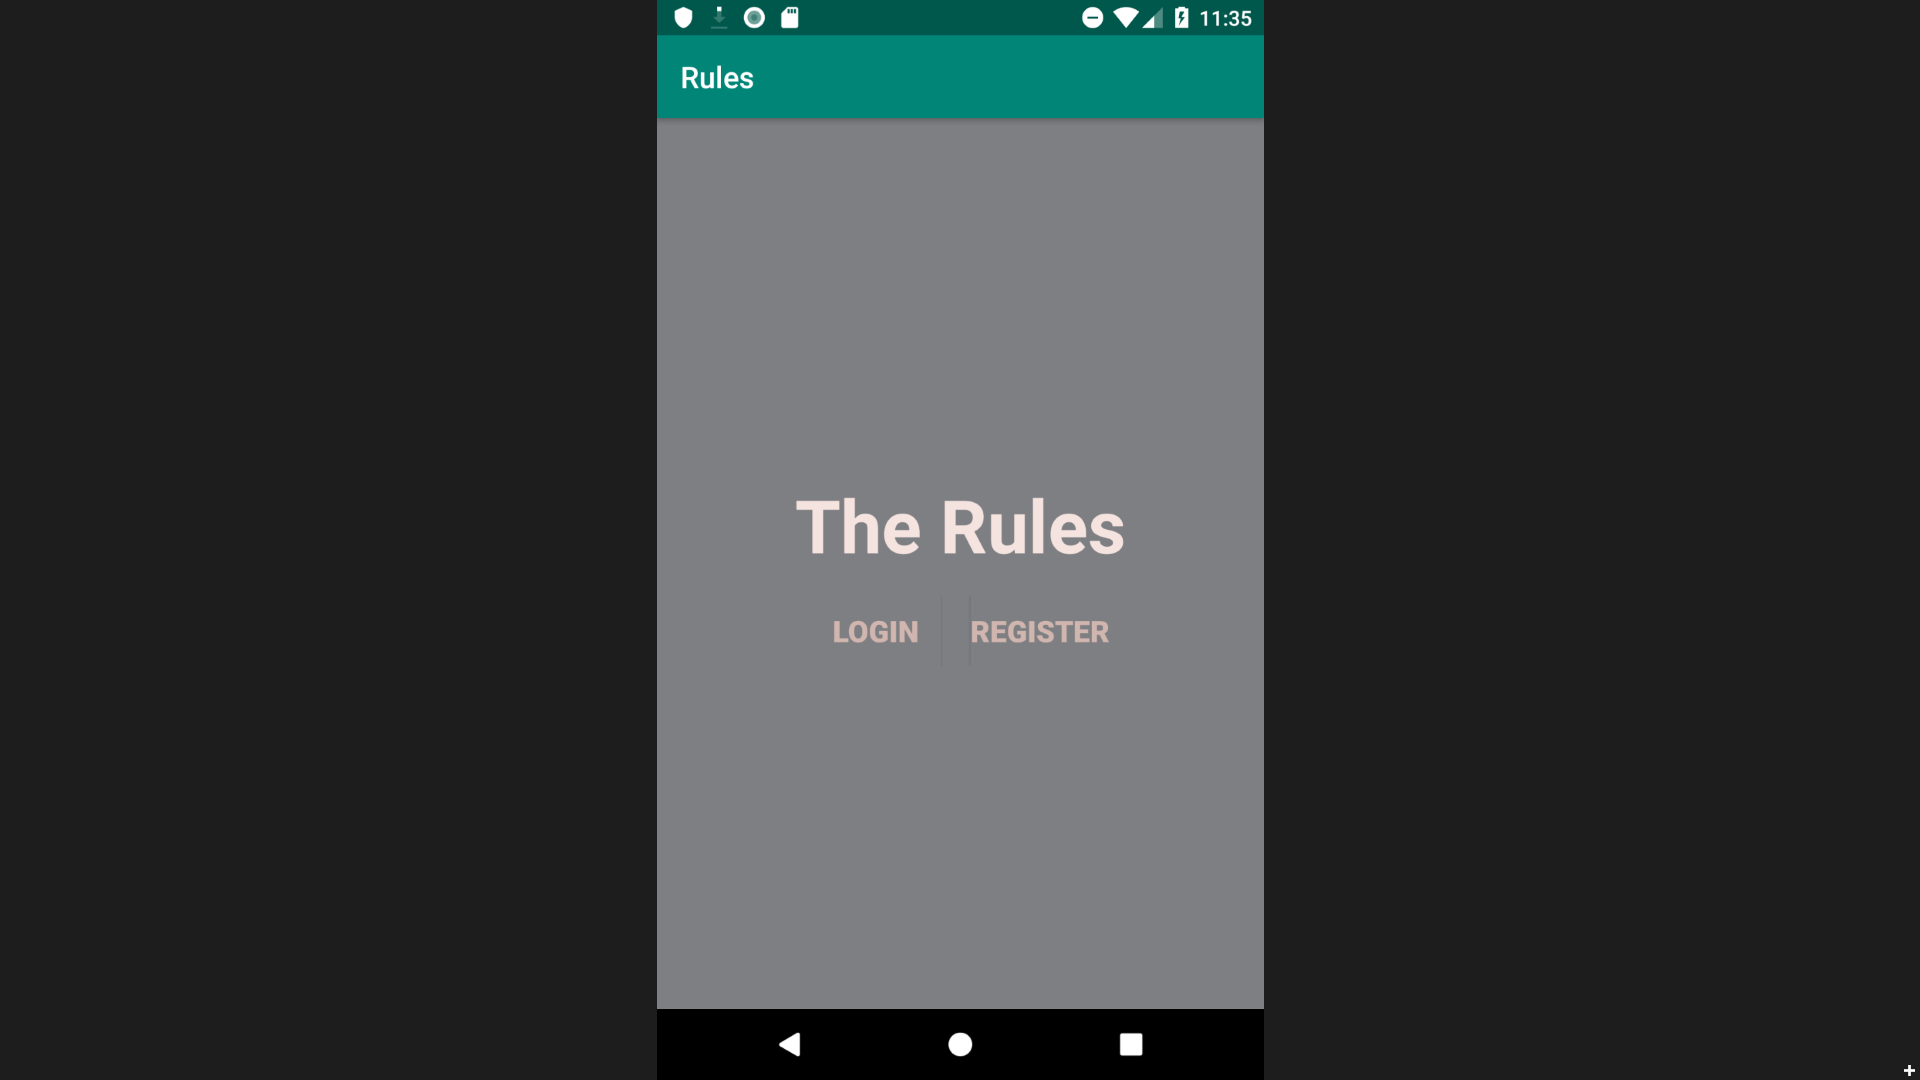 11:35
Rules
The Rules
LOGIN REGISTER